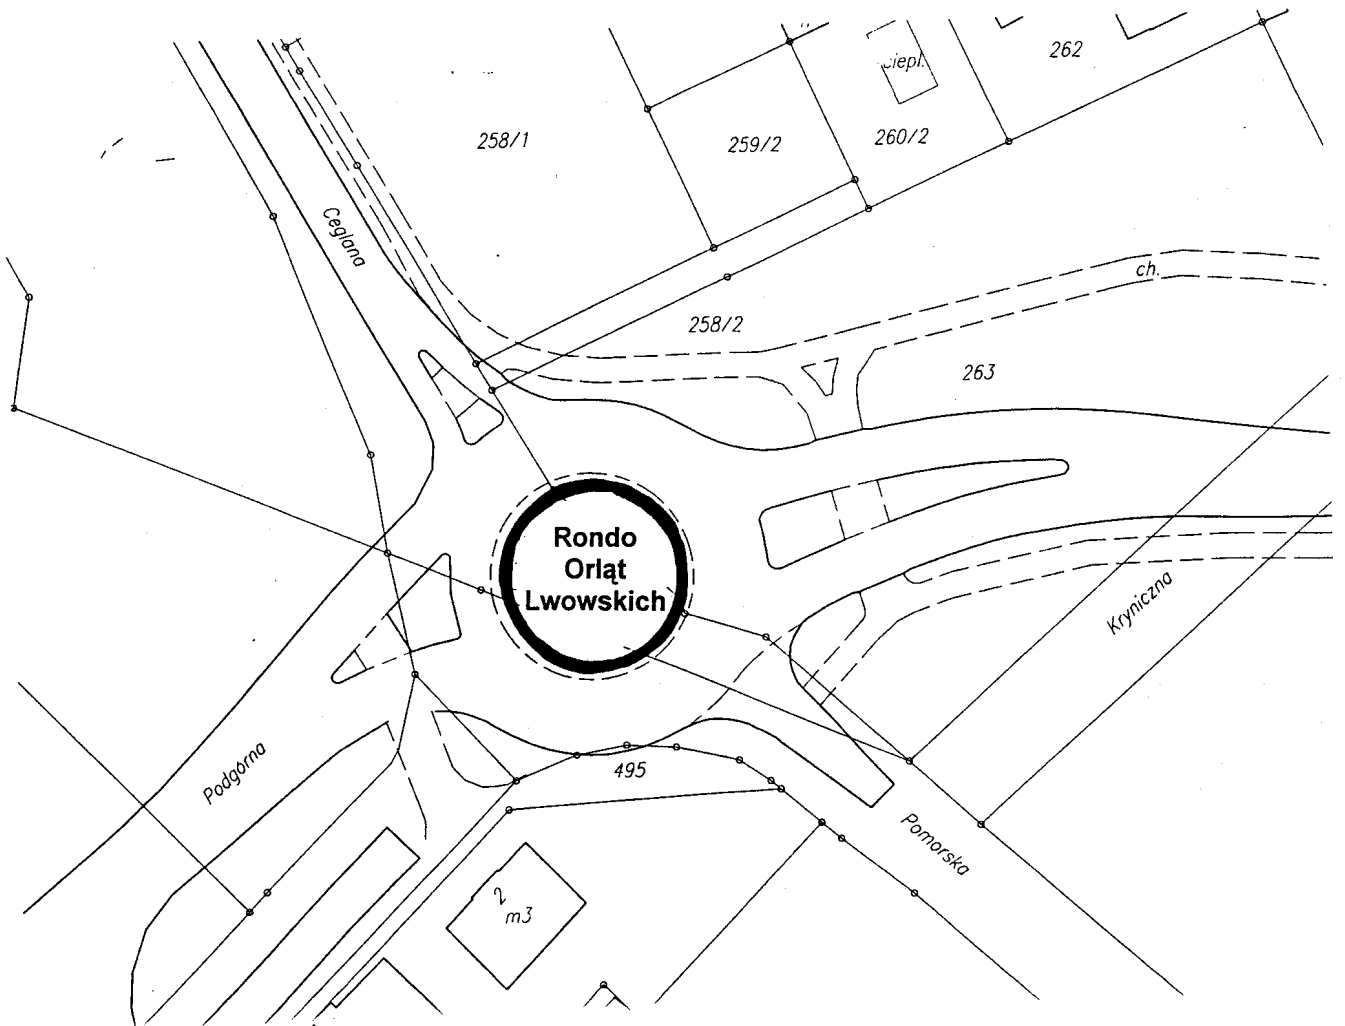 262
ciepl.
258/1
259/2
260/2
Ceglana
ch.
258/2
263
Rondo
Orląt
Lwowskich
Kryniczna
Podgórna
495
Pomorska
2
m3